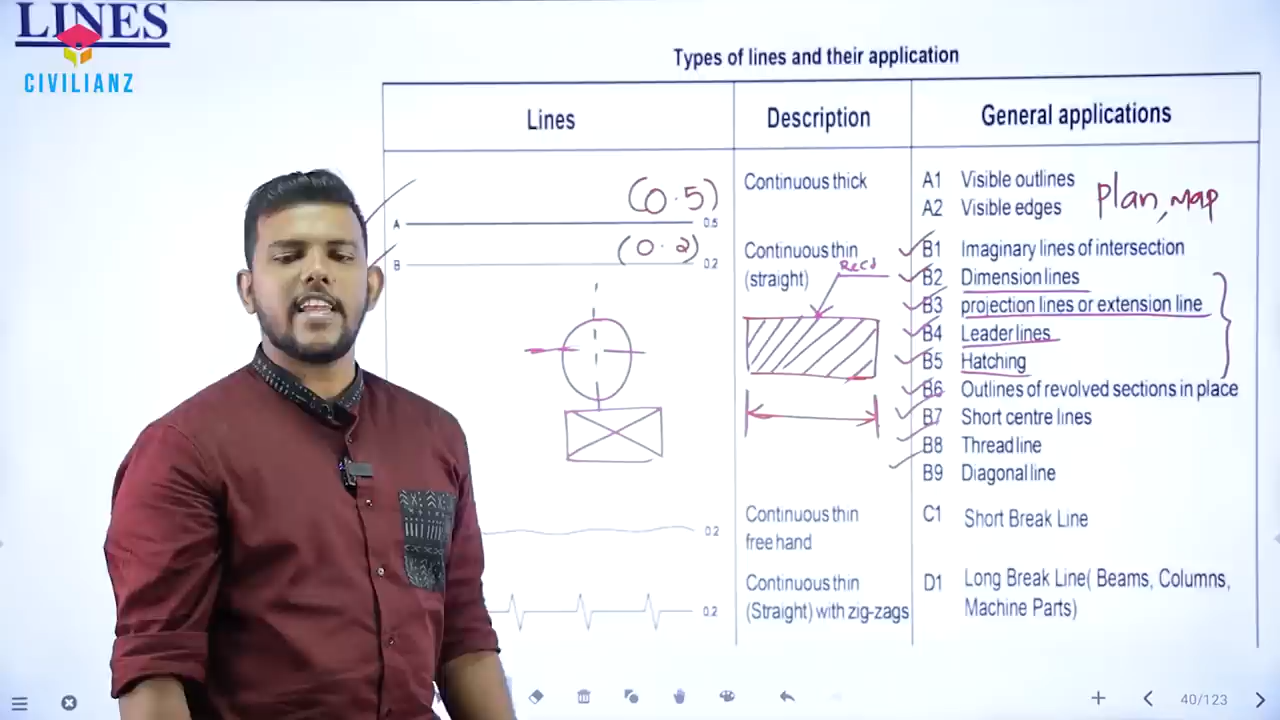 LINES
CIVILIANZ
Types of lines and their application
Lines
Description
General applications
A
(0.5)
0.5
Continuous thick
A1 Visible outlines
A2 Visible edges
Plan, Map
B
(0.2)
0.2
Continuous thin
(straight)
B1 Imaginary lines of intersection
B2 Dimension lines
B3 projection lines or extension line
B4 Leader lines
B5 Hatching
B6 Outlines of revolved sections in place
B7 Short centre lines
B8 Thread line
B9 Diagonal line
0.2
Continuous thin
free hand
C1 Short Break Line
0.2
Continuous thin
(Straight) with zig-zags
D1 Long Break Line( Beams, Columns,
Machine Parts)
40/123